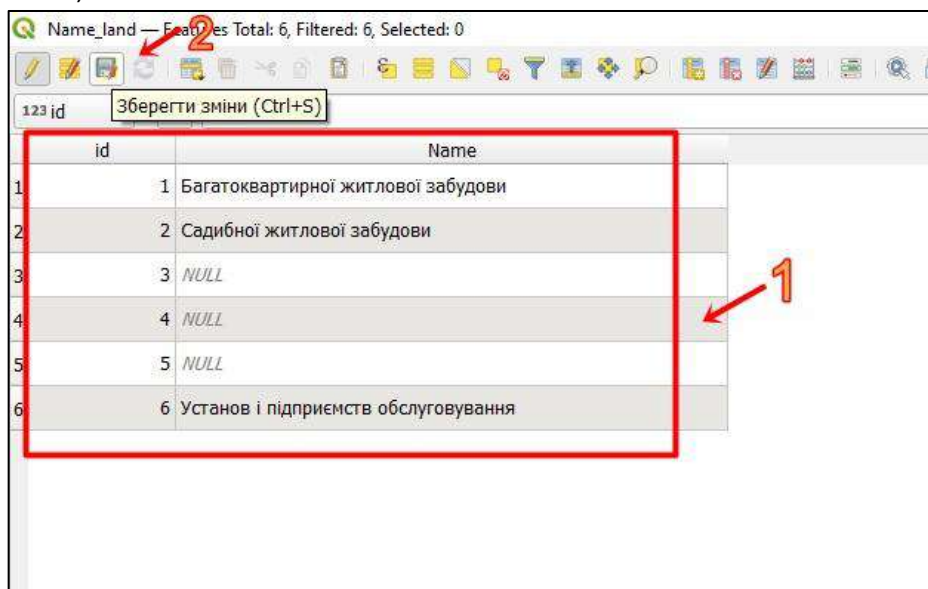 Name_land — Features Total: 6, Filtered: 6, Selected: 0
2
123 id
Зберегти зміни (Ctrl+S)
id Name
1 1 Багатоквартирної житлової забудови
2 2 Садибної житлової забудови
3 3 NULL
4 4 NULL
5 5 NULL
6 6 Установ і підприємств обслуговування
1